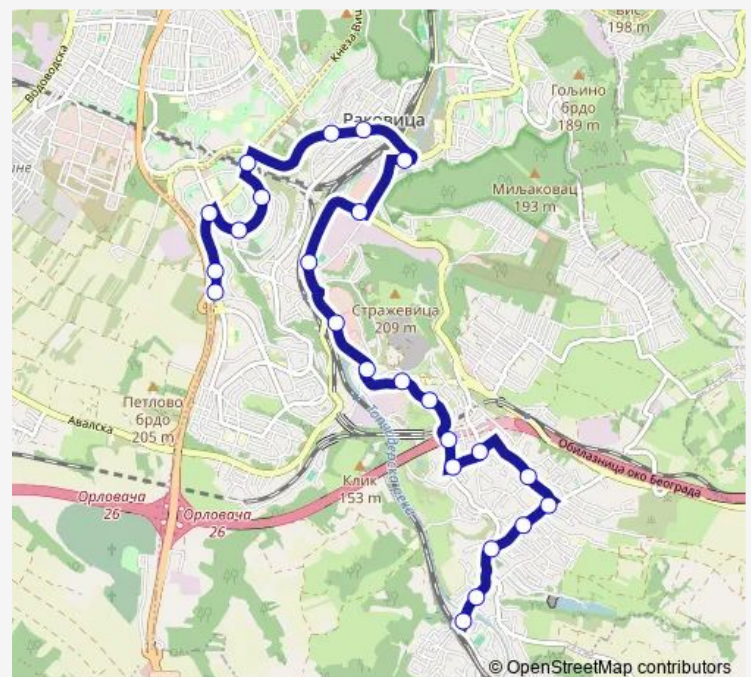 Вис
198 m
Водоводска
Кнеза Виш
Гољино
брдо
189 m
Раковица
Миљаковац
193 m
Стражевица
209 m
Петлово
брдо
205 m
Авалска
Топчидерска река
Обилазница око Београда
Клик
153 m
Орловача
26
Орловача
26
© OpenStreetMap contributors